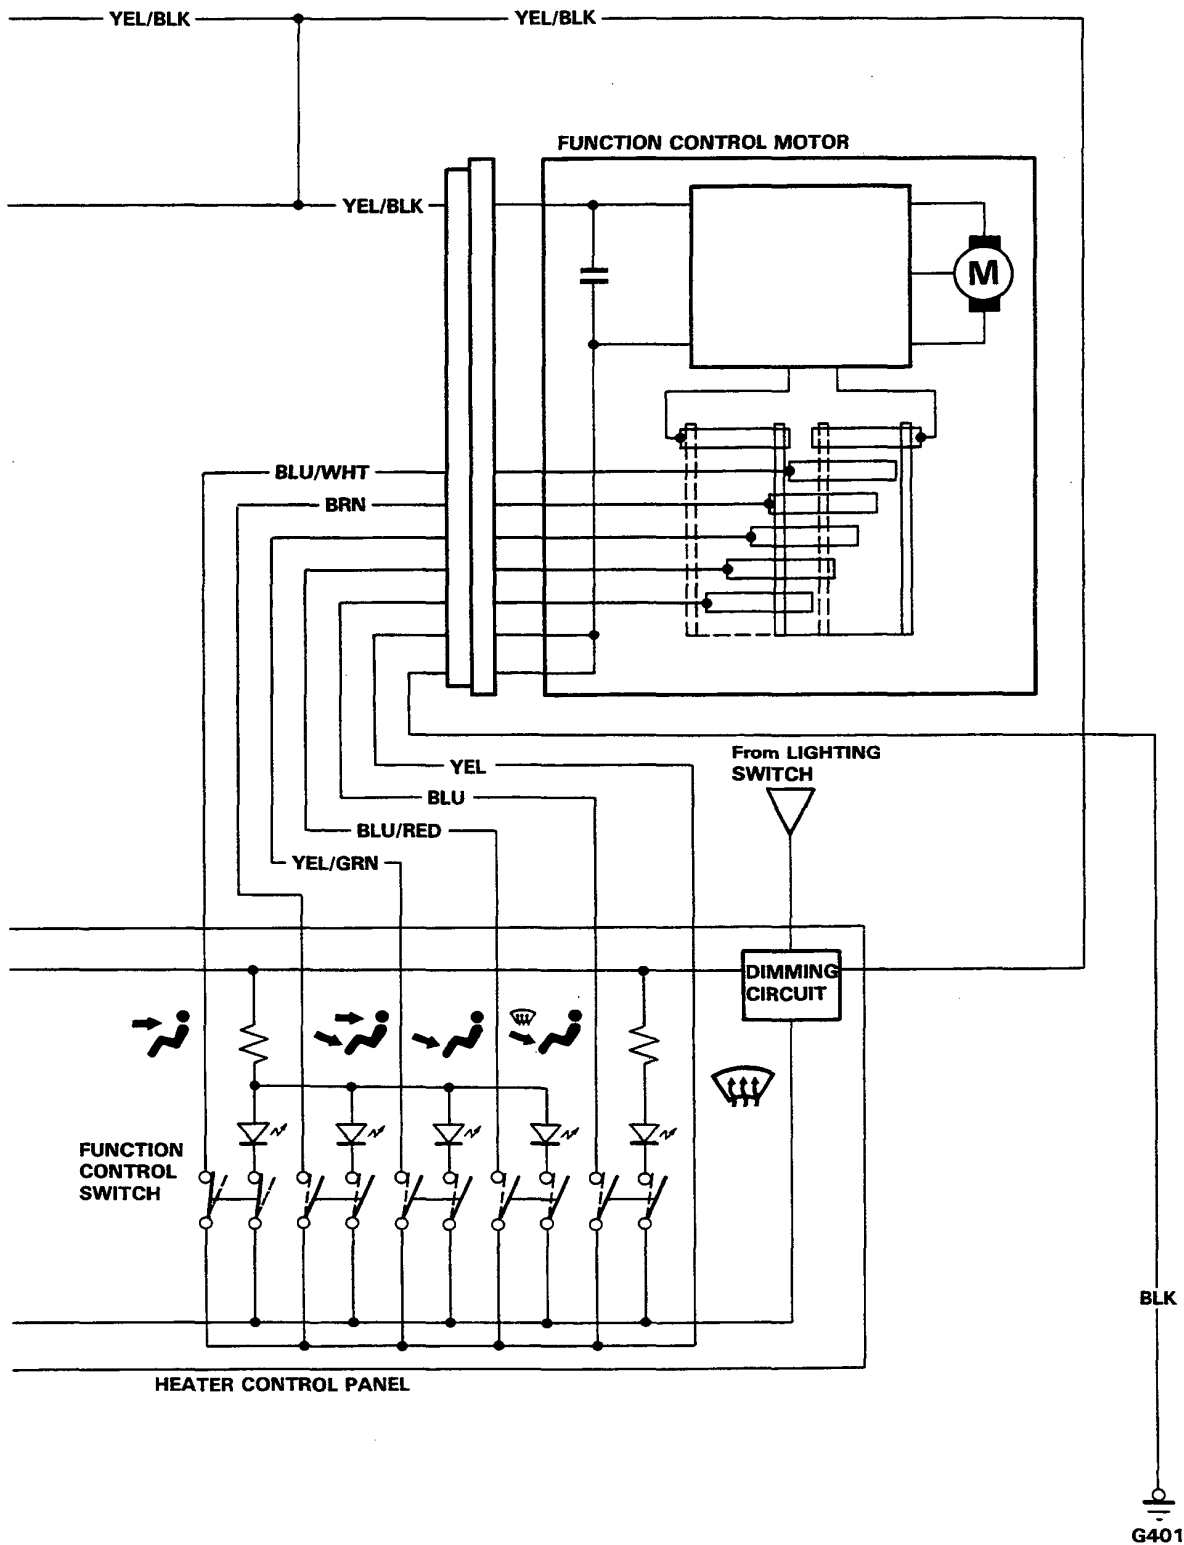 YEL/BLK YEL/BLK
FUNCTION CONTROL MOTOR
YEL/BLK
M
BLU/WHT
BRN
From LIGHTING
SWITCH
YEL
BLU
BLU/RED
YEL/GRN
DIMMING
CIRCUIT
FUNCTION
CONTROL
SWITCH
BLK
HEATER CONTROL PANEL
G401